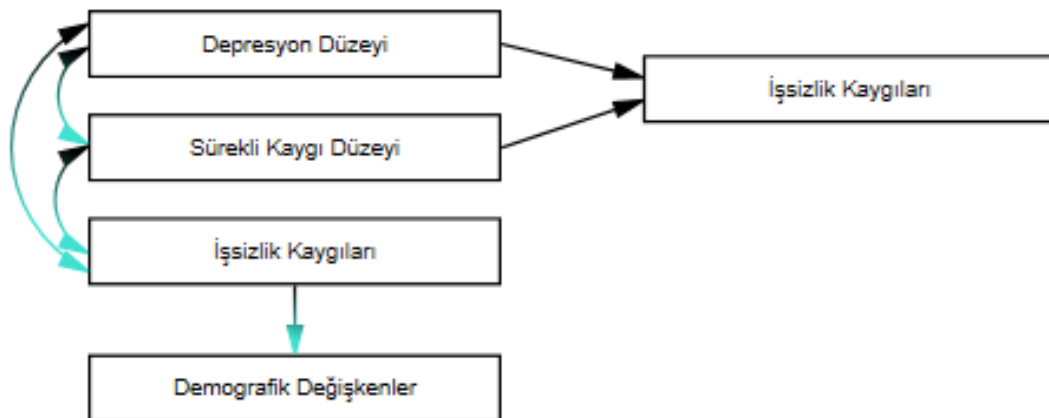 Depresyon Düzeyi
İşsizlik Kaygıları
Sürekli Kaygı Düzeyi
İşsizlik Kaygıları
Demografik Değişkenler